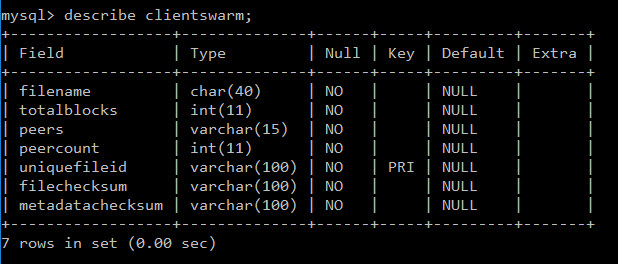 mysql> describe clientswarm;
+------------------+--------------+------+-----+---------+-------+
| Field            | Type         | Null | Key | Default | Extra |
+------------------+--------------+------+-----+---------+-------+
| filename         | char(40)     | NO   |     | NULL    |       |
| totalblocks      | int(11)      | NO   |     | NULL    |       |
| peers            | varchar(15)  | NO   |     | NULL    |       |
| peercount        | int(11)      | NO   |     | NULL    |       |
| uniquefileid     | varchar(100) | NO   | PRI | NULL    |       |
| filechecksum     | varchar(100) | NO   |     | NULL    |       |
| metadatachecksum | varchar(100) | NO   |     | NULL    |       |
+------------------+--------------+------+-----+---------+-------+
7 rows in set (0.00 sec)